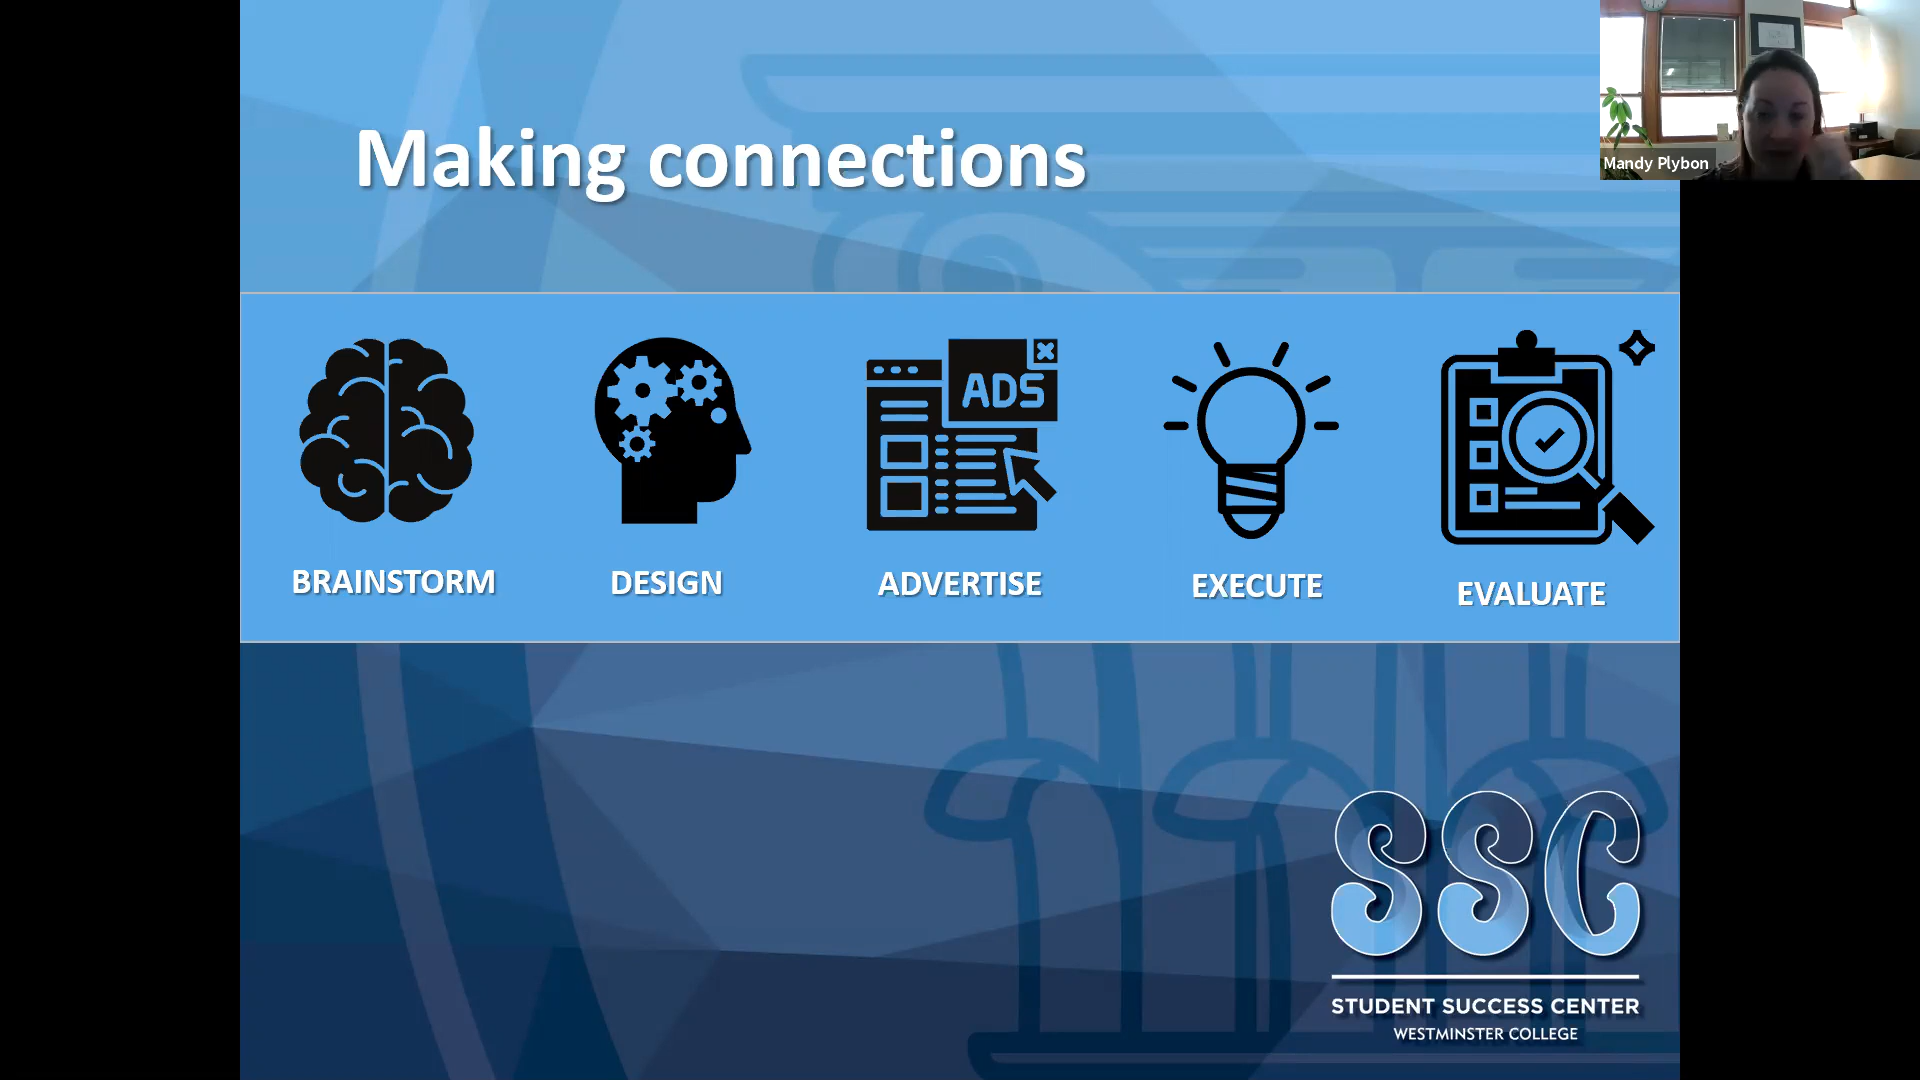 Making connections
Mandy Plybon
ADS
BRAINSTORM
DESIGN
ADVERTISE
EXECUTE
EVALUATE
SSC
STUDENT SUCCESS CENTER
WESTMINSTER COLLEGE